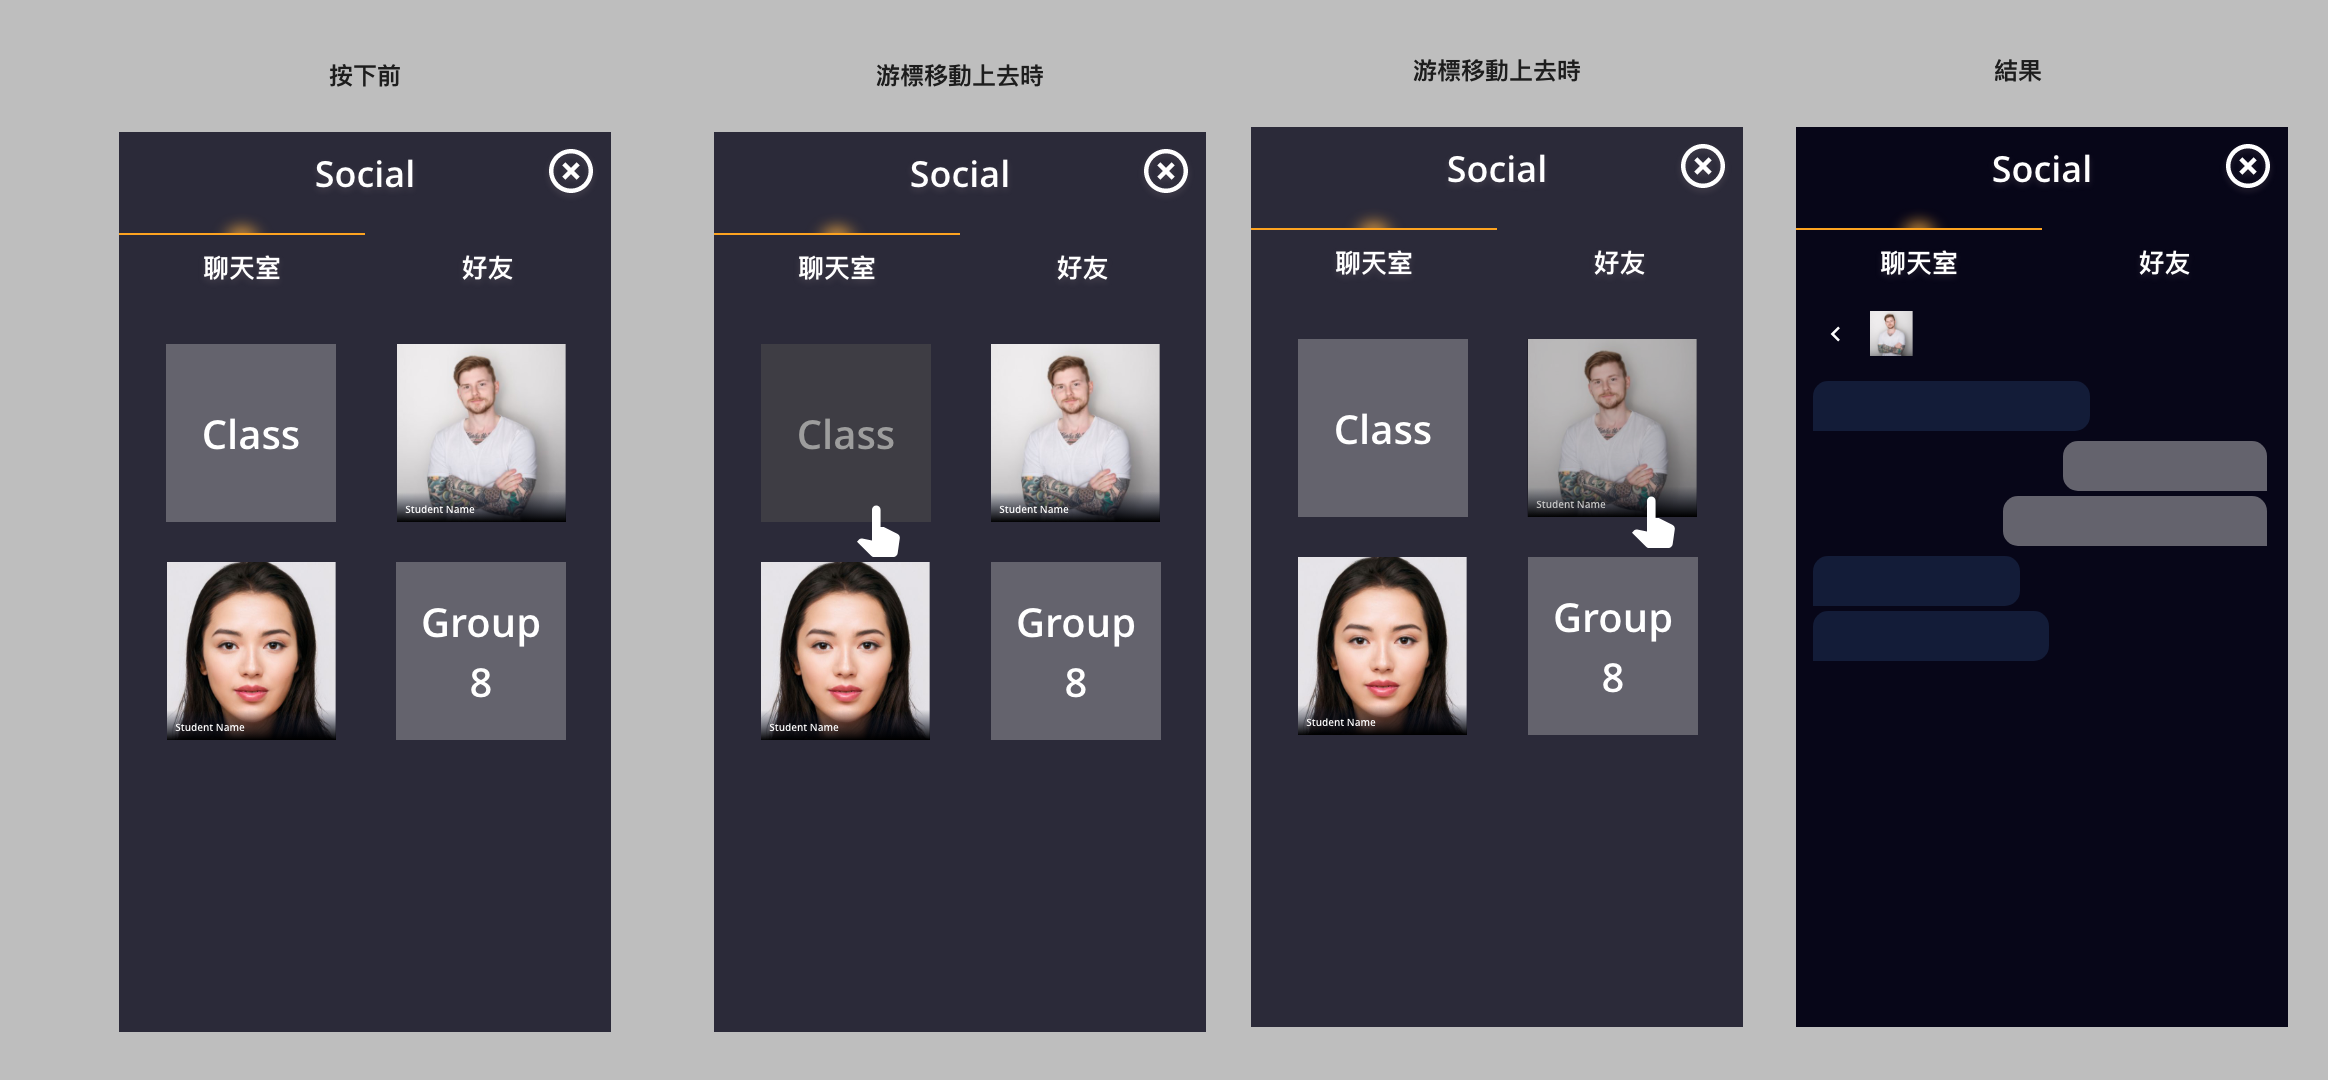 按下前
Social
聊天室
好友
Class
Student Name
Student Name
Group
8
游標移動上去時
Social
聊天室
好友
Class
Student Name
Student Name
Group
8
游標移動上去時
Social
聊天室
好友
Class
Student Name
Student Name
Group
8
結果
Social
聊天室
好友